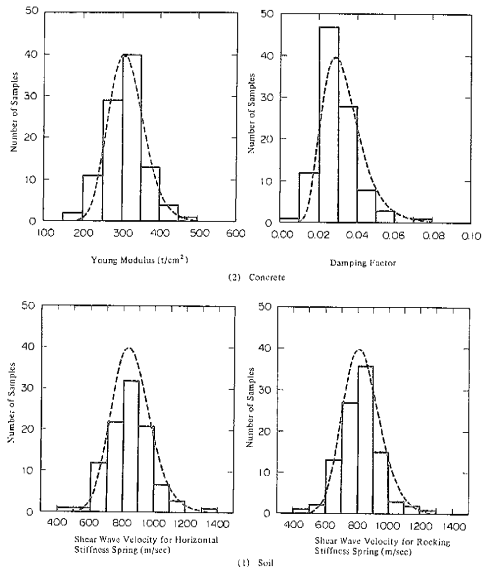 50
40
30
20
10
0
Number of Samples
100 200 300 400 500 600
Young Modulus (t/cm²)
50
40
30
20
10
0
Number of Samples
0.00 0.02 0.04 0.06 0.08 0.10
Damping Factor
(2) Concrete
50
40
30
20
10
0
Number of Samples
400 600 800 1000 1200 1400
Shear Wave Velocity for Horizontal
Stiffness Spring (m/sec)
50
40
30
20
10
0
Number of Samples
400 600 800 1000 1200 1400
Shear Wave Velocity for Rocking
Stiffness Spring (m/sec)
(1) Soil